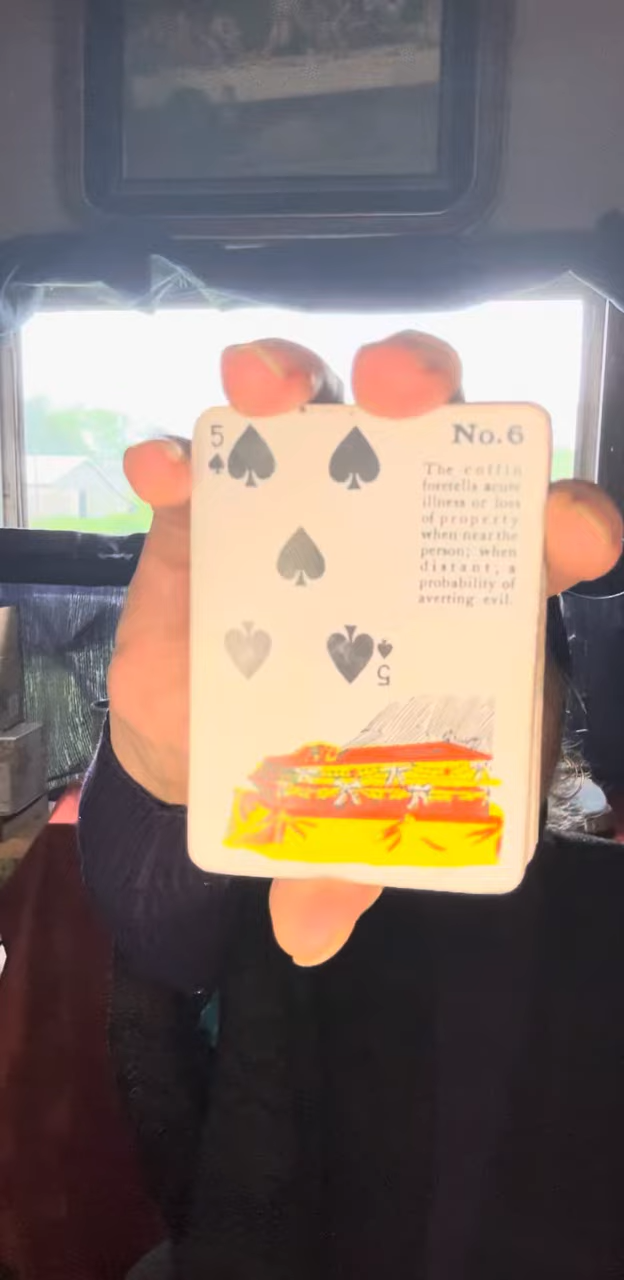 5
No.6
The coffin
foretells acute
illness or loss
of property
when near the
person; when
distant, a
probability of
averting evil.
5